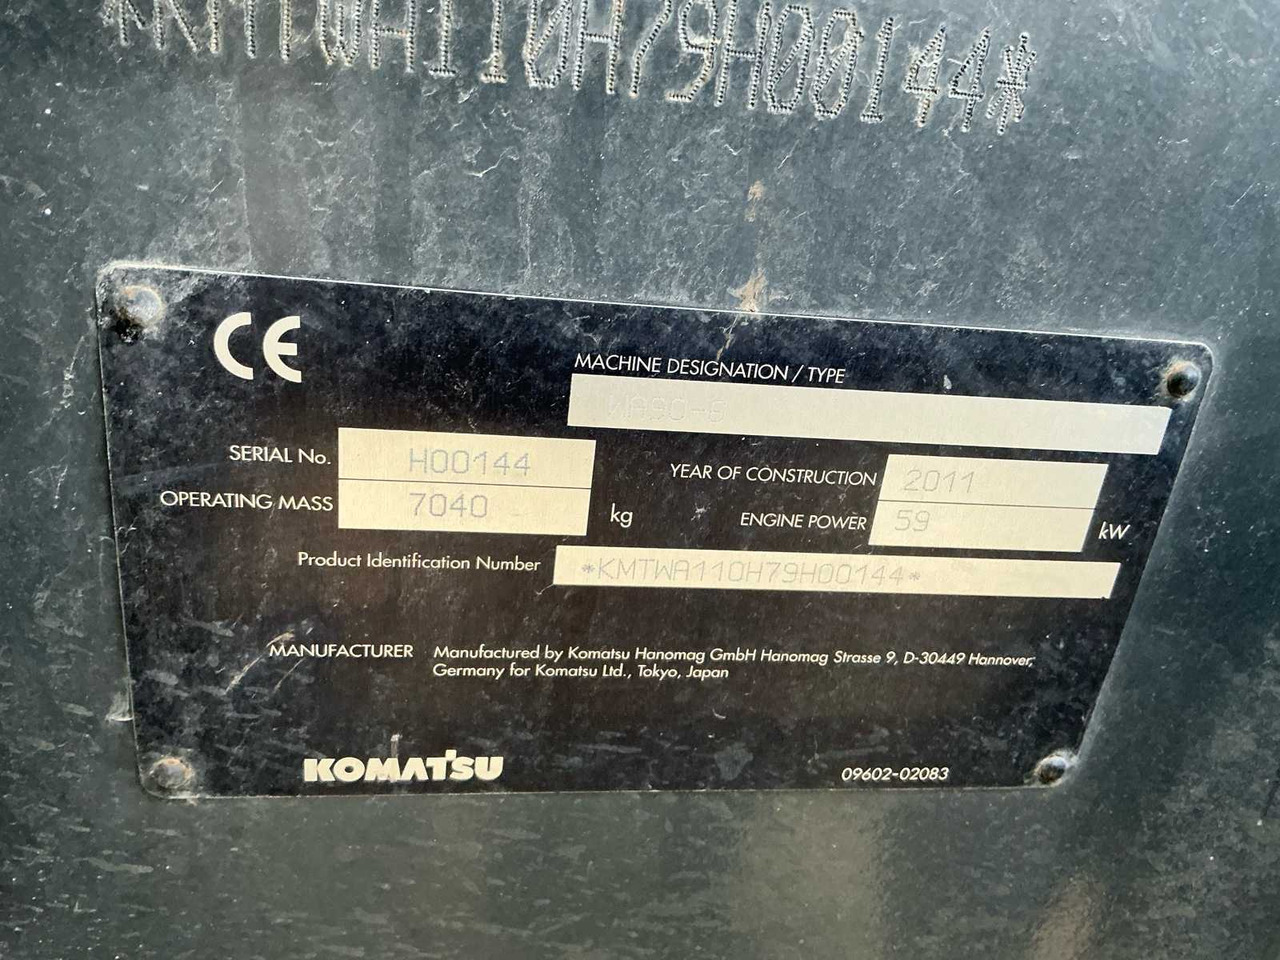 *KMTWA110H79H00144*
CE
MACHINE DESIGNATION / TYPE
WA90-6
SERIAL No. H00144
YEAR OF CONSTRUCTION 2011
OPERATING MASS 7040 kg
ENGINE POWER 59 kW
Product Identification Number *KMTWA110H79H00144*
MANUFACTURER Manufactured by Komatsu Hanomag GmbH Hanomag Strasse 9, D-30449 Hannover,
Germany for Komatsu Ltd., Tokyo, Japan
KOMATSU
09602-02083